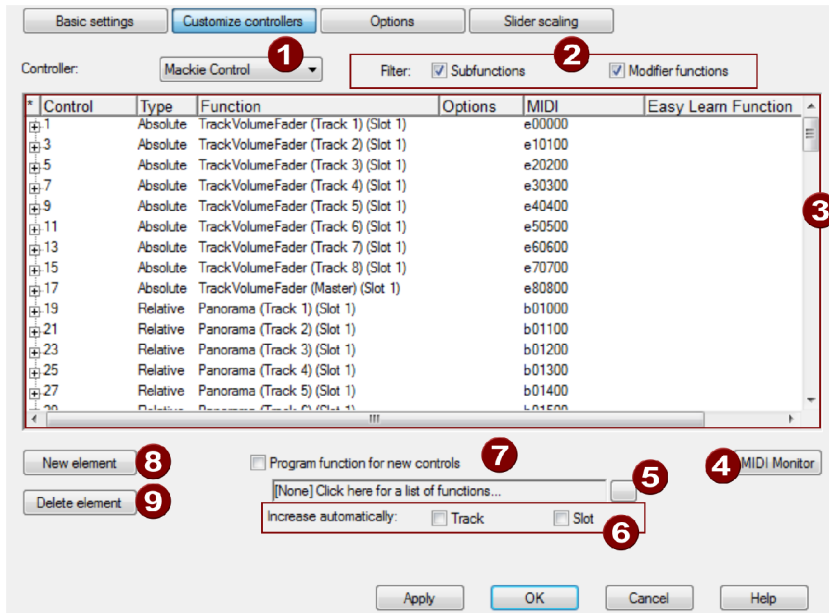 Basic settings Customize controllers Options Slider scaling
1 2
Controller: Mackie Control Filter: Subfunctions Modifier functions
* Control Type Function Options MIDI Easy Learn Function
1 Absolute TrackVolumeFader (Track 1) (Slot 1) e00000
3 Absolute TrackVolumeFader (Track 2) (Slot 1) e10100
5 Absolute TrackVolumeFader (Track 3) (Slot 1) e20200
7 Absolute TrackVolumeFader (Track 4) (Slot 1) e30300
9 Absolute TrackVolumeFader (Track 5) (Slot 1) e40400
3
11 Absolute TrackVolumeFader (Track 6) (Slot 1) e50500
13 Absolute TrackVolumeFader (Track 7) (Slot 1) e60600
15 Absolute TrackVolumeFader (Track 8) (Slot 1) e70700
17 Absolute TrackVolumeFader (Master) (Slot 1) e80800
19 Relative Panorama (Track 1) (Slot 1) b01000
21 Relative Panorama (Track 2) (Slot 1) b01100
23 Relative Panorama (Track 3) (Slot 1) b01200
25 Relative Panorama (Track 4) (Slot 1) b01300
27 Relative Panorama (Track 5) (Slot 1) b01400
29 Relative Panorama (Track 6) (Slot 1) b01500
New element 8 Program function for new controls 7 4 MIDI Monitor
[None] Click here for a list of functions... 5
Delete element 9
Increase automatically: Track Slot 6
Apply OK Cancel Help